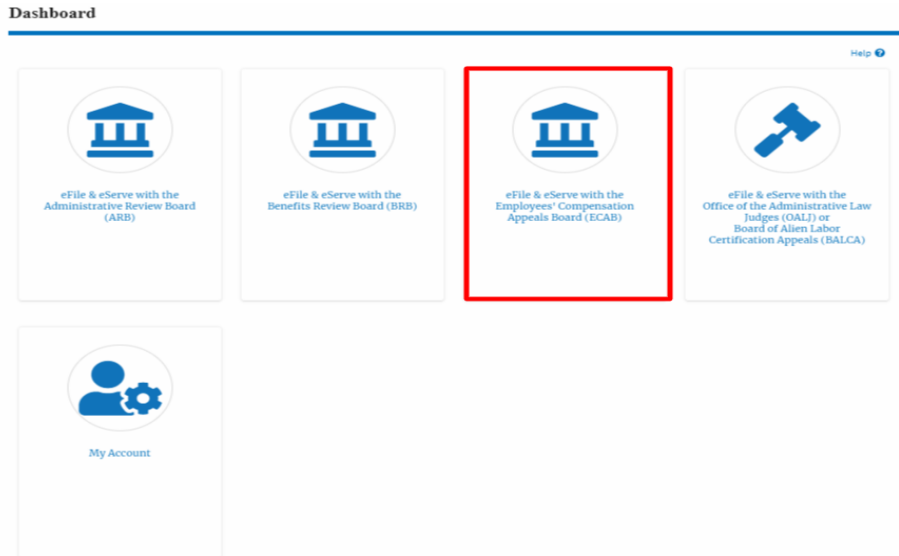 Dashboard
Help
eFile & eServe with the
Administrative Review Board
(ARB)
eFile & eServe with the
Benefits Review Board (BRB)
eFile & eServe with the
Employees' Compensation
Appeals Board (ECAB)
eFile & eServe with the
Office of the Administrative Law
Judges (OALJ) or
Board of Alien Labor
Certification Appeals (BALCA)
My Account